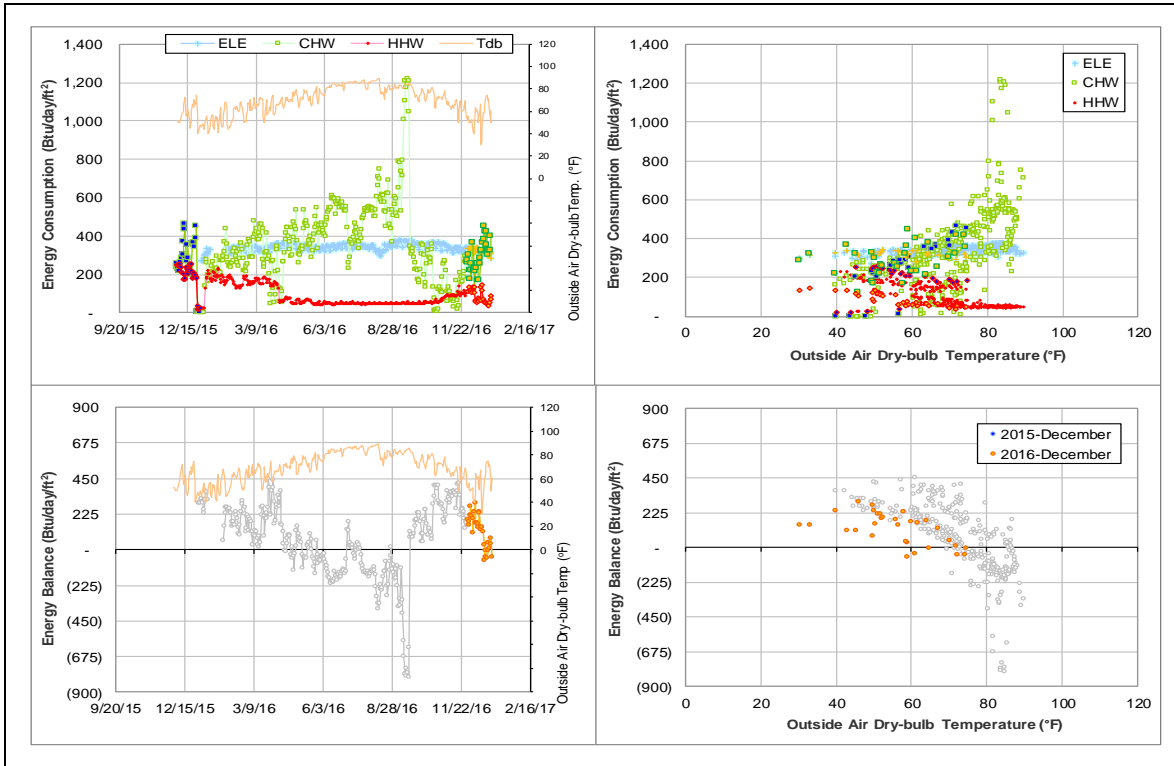 ELE CHW HHW Tdb
Energy Consumption (Btu/day/ft²)
1,400
1,200
1,000
800
600
400
200
-
120
100
80
60
40
20
0
Outside Air Dry-bulb Temp. (°F)
9/20/15 12/15/15 3/9/16 6/3/16 8/28/16 11/22/16 2/16/17
Energy Consumption (Btu/day/ft²)
1,400
1,200
1,000
800
600
400
200
-
ELE
CHW
HHW
0 20 40 60 80 100 120
Outside Air Dry-bulb Temperature (°F)
Energy Balance (Btu/day/ft²)
900
675
450
225
-
(225)
(450)
(675)
(900)
120
100
80
60
40
20
0
Outside Air Dry-bulb Temp (°F)
9/20/15 12/15/15 3/9/16 6/3/16 8/28/16 11/22/16 2/16/17
Energy Balance (Btu/day/ft²)
900
675
450
225
-
(225)
(450)
(675)
(900)
2015-December
2016-December
0 20 40 60 80 100 120
Outside Air Dry-bulb Temperature (°F)